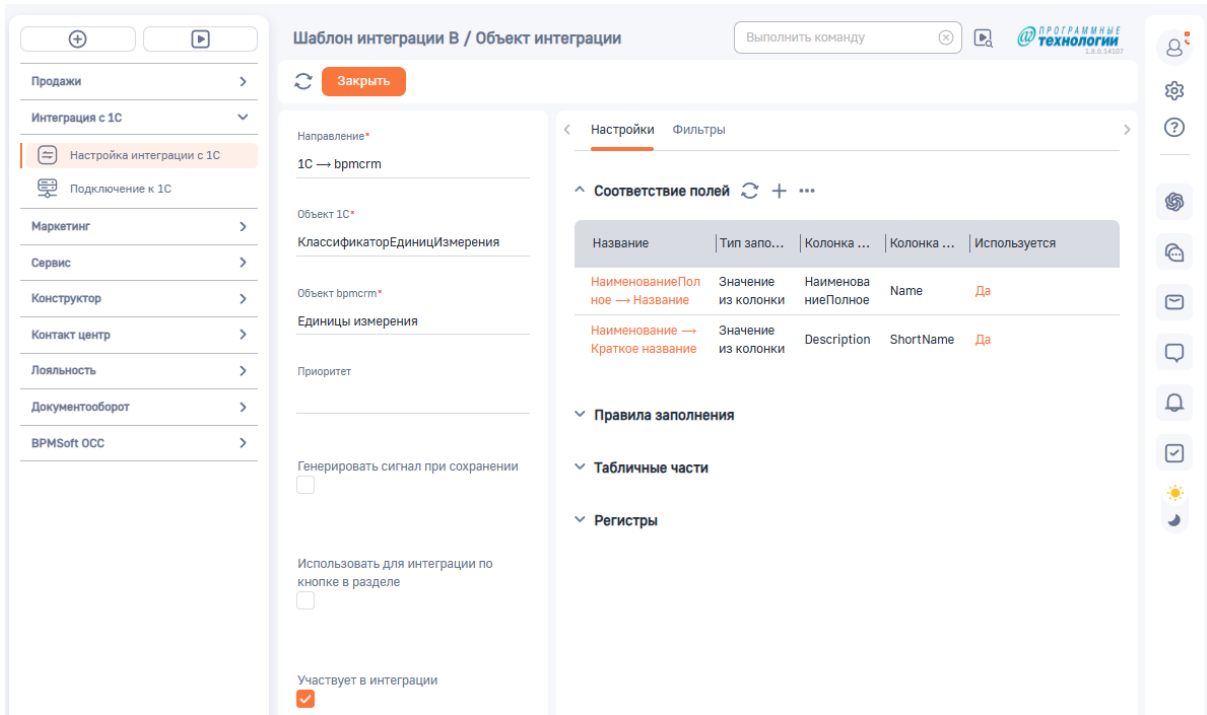 Шаблон интеграции B / Объект интеграции
Выполнить команду
ПРОГРАММНЫЕ
ТЕХНОЛОГИИ
Закрыть
Продажи
Интеграция с 1С
Настройка интеграции с 1С
Подключение к 1С
Маркетинг
Сервис
Конструктор
Контакт центр
Лояльность
Документооборот
BPMSoft OCC
Направление*
1С → bpmcrm
Объект 1С*
КлассификаторЕдиницИзмерения
Объект bpmcrm*
Единицы измерения
Приоритет
Генерировать сигнал при сохранении
Использовать для интеграции по
кнопке в разделе
Участвует в интеграции
Настройки Фильтры
Соответствие полей
Название Тип запо... Колонка ... Колонка ... Используется
НаименованиеПол Значение Наименова
ное → Название из колонки ниеПолное Name Да
Наименование → Значение
Краткое название из колонки Description ShortName Да
Правила заполнения
Табличные части
Регистры